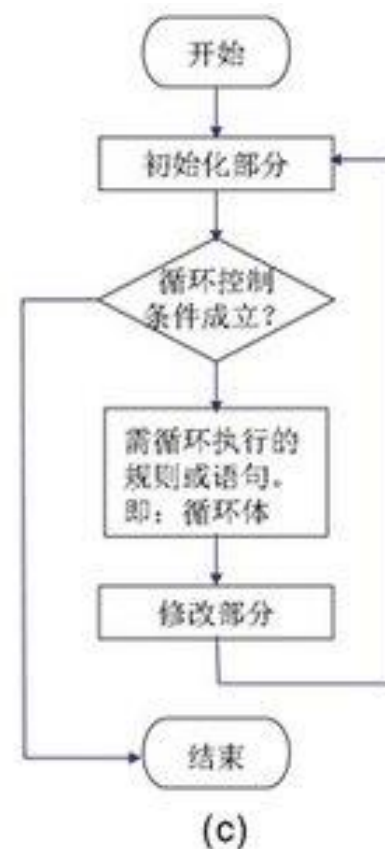 开始
初始化部分
循环控制
条件成立？
需循环执行的
规则或语句。
即：循环体
修改部分
结束
(c)